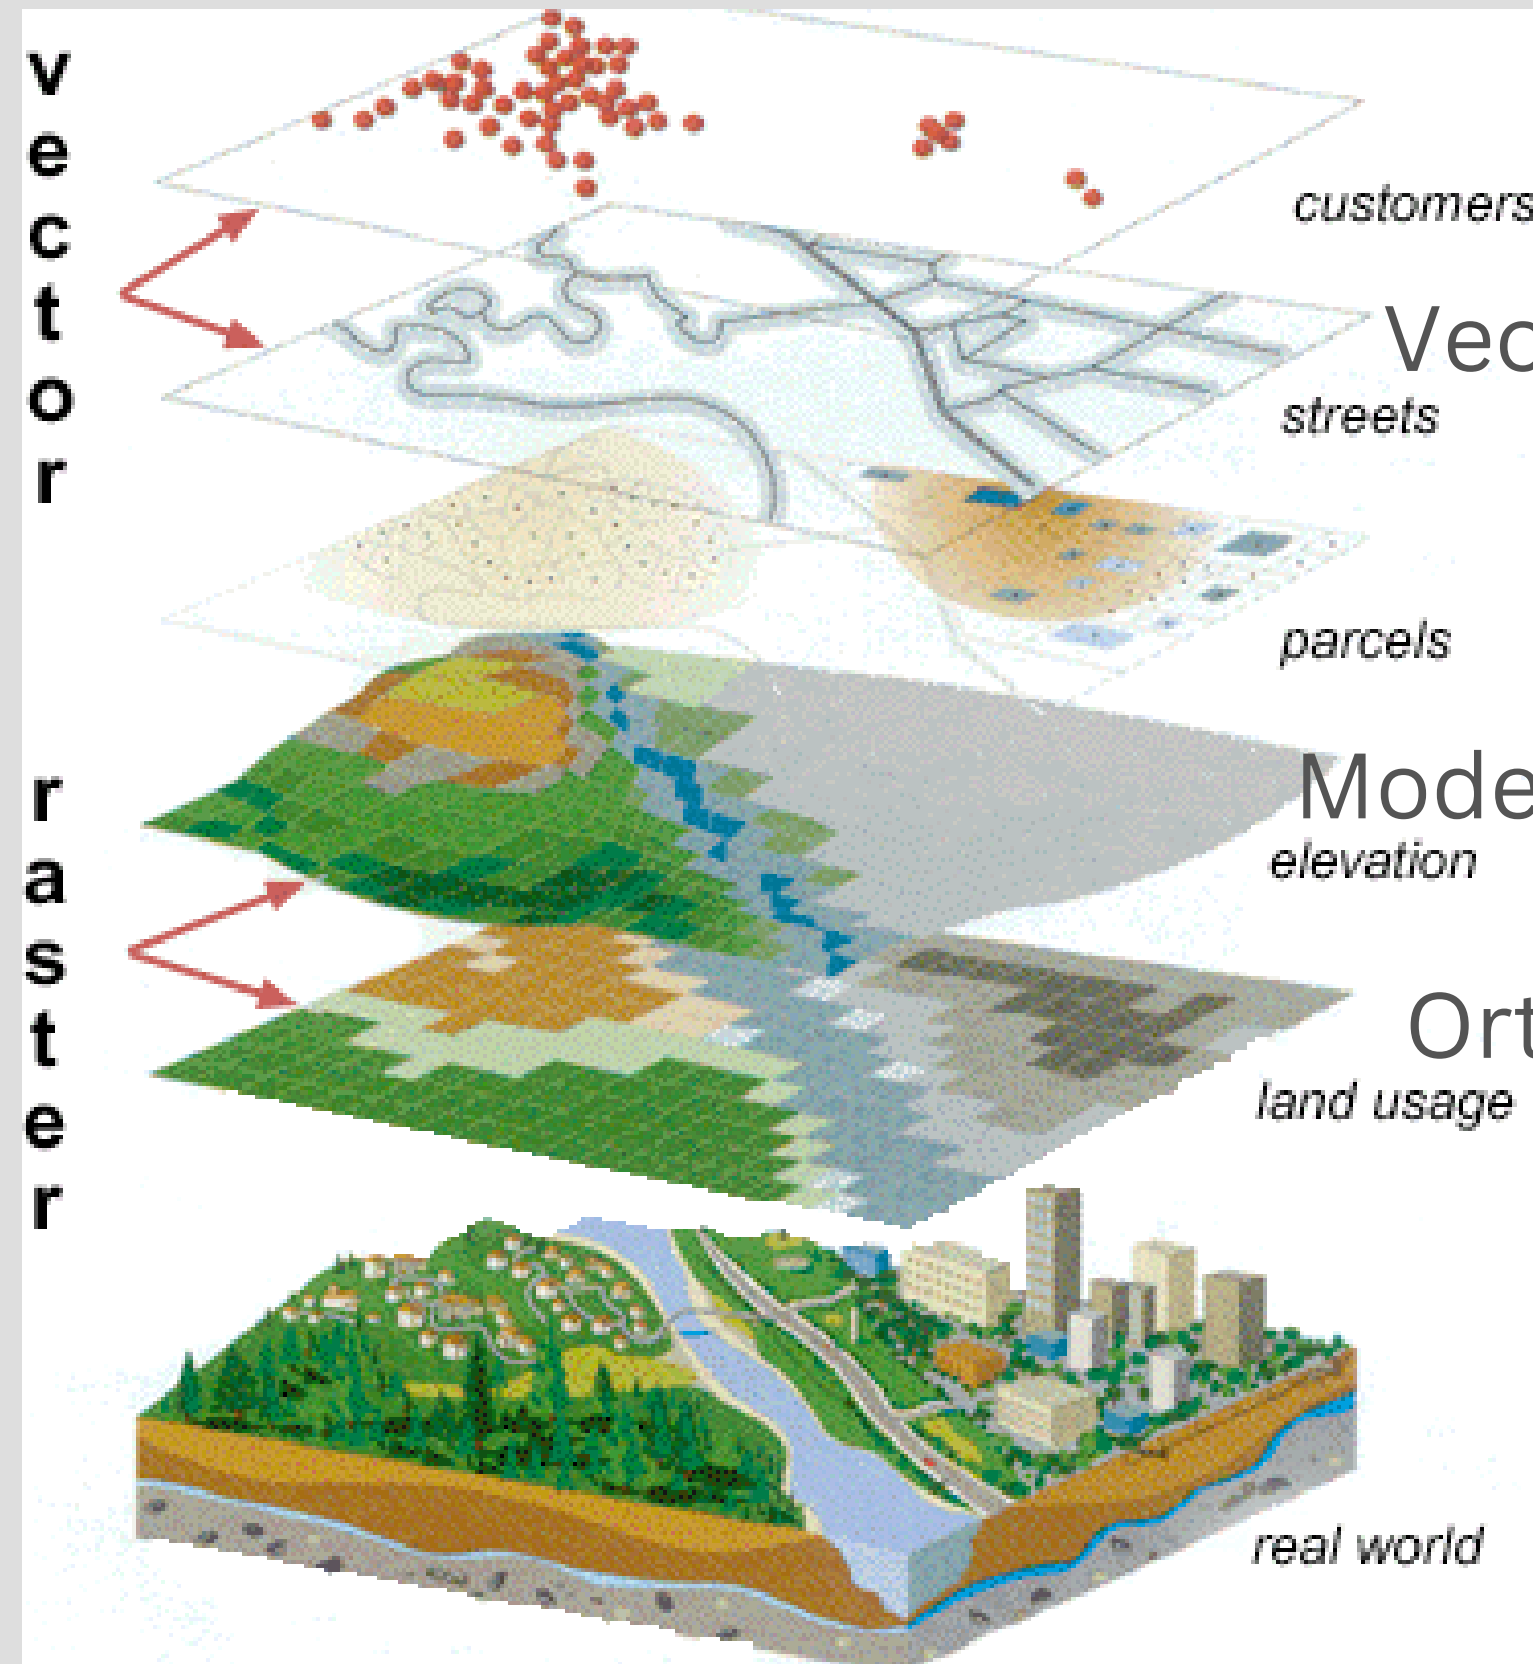 vector
customers
streets
parcels
raster
elevation
land usage
real world